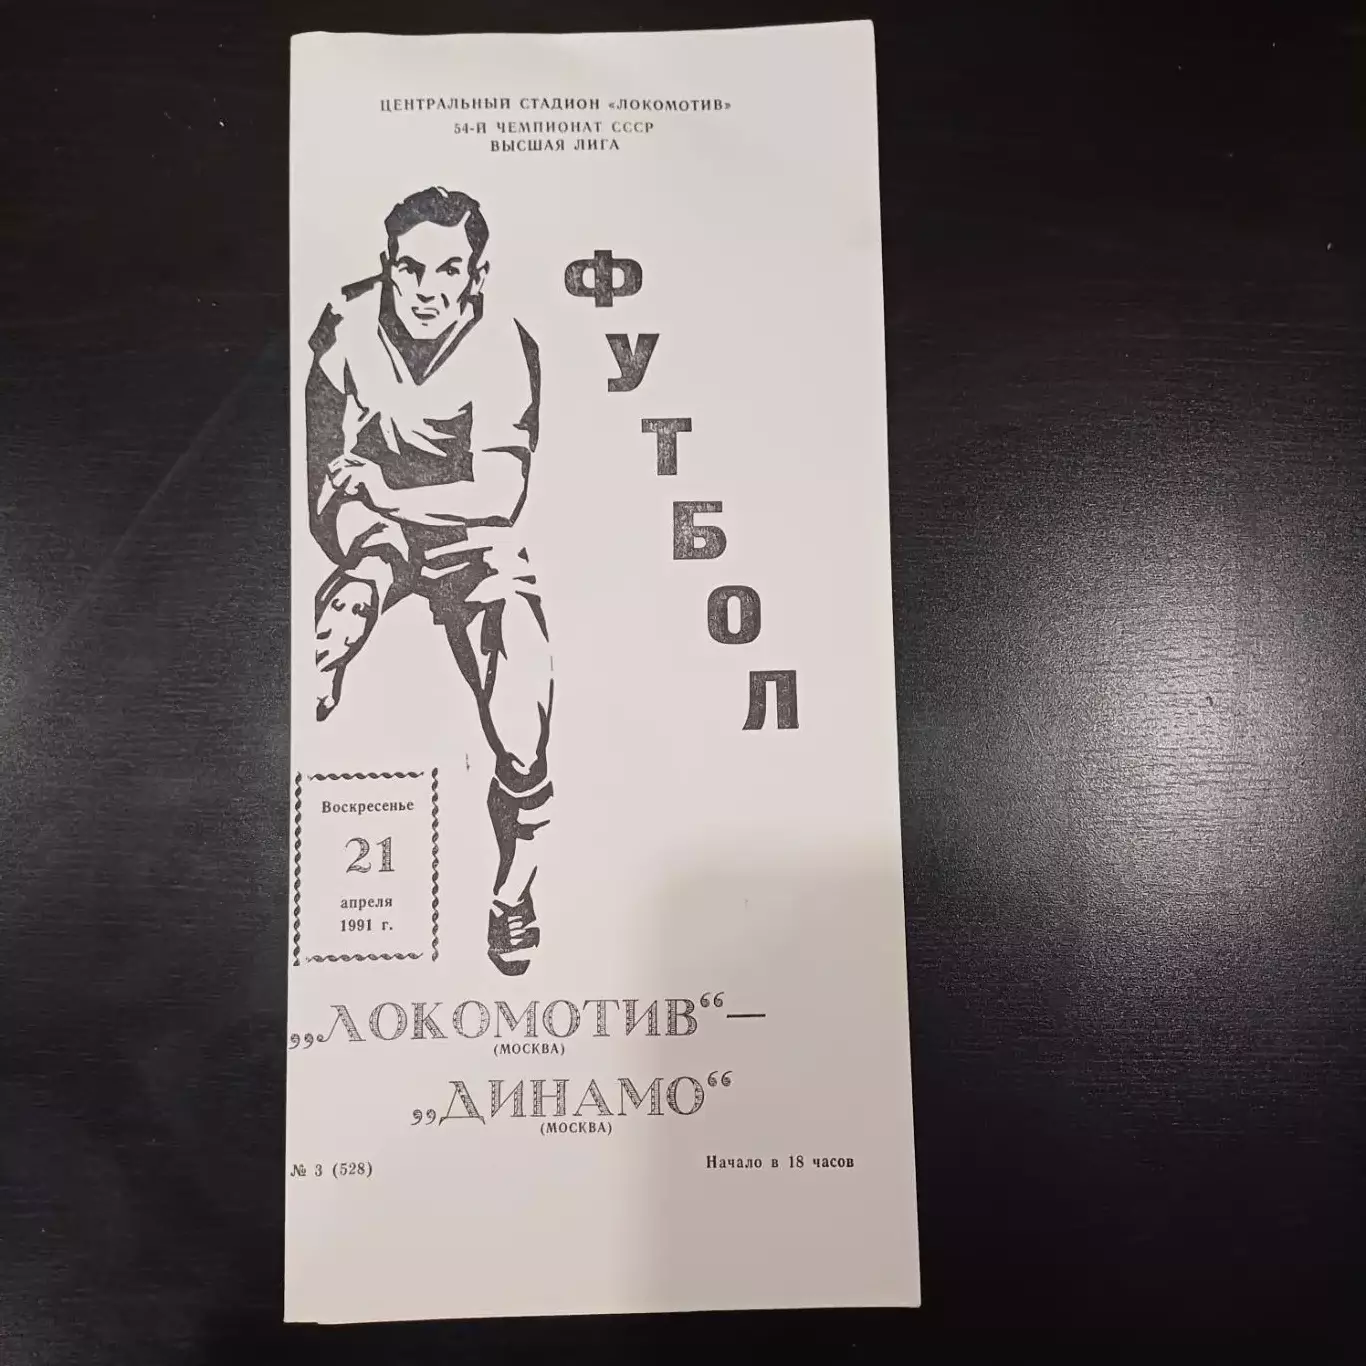 ЦЕНТРАЛЬНЫЙ СТАДИОН «ЛОКОМОТИВ»
54-Й ЧЕМПИОНАТ СССР
ВЫСШАЯ ЛИГА
ФУТБОЛ
Воскресенье
21
апреля
1991 г.
„ЛОКОМОТИВ“ —
(МОСКВА)
„ДИНАМО“
(МОСКВА)
№ 3 (528)
Начало в 18 часов